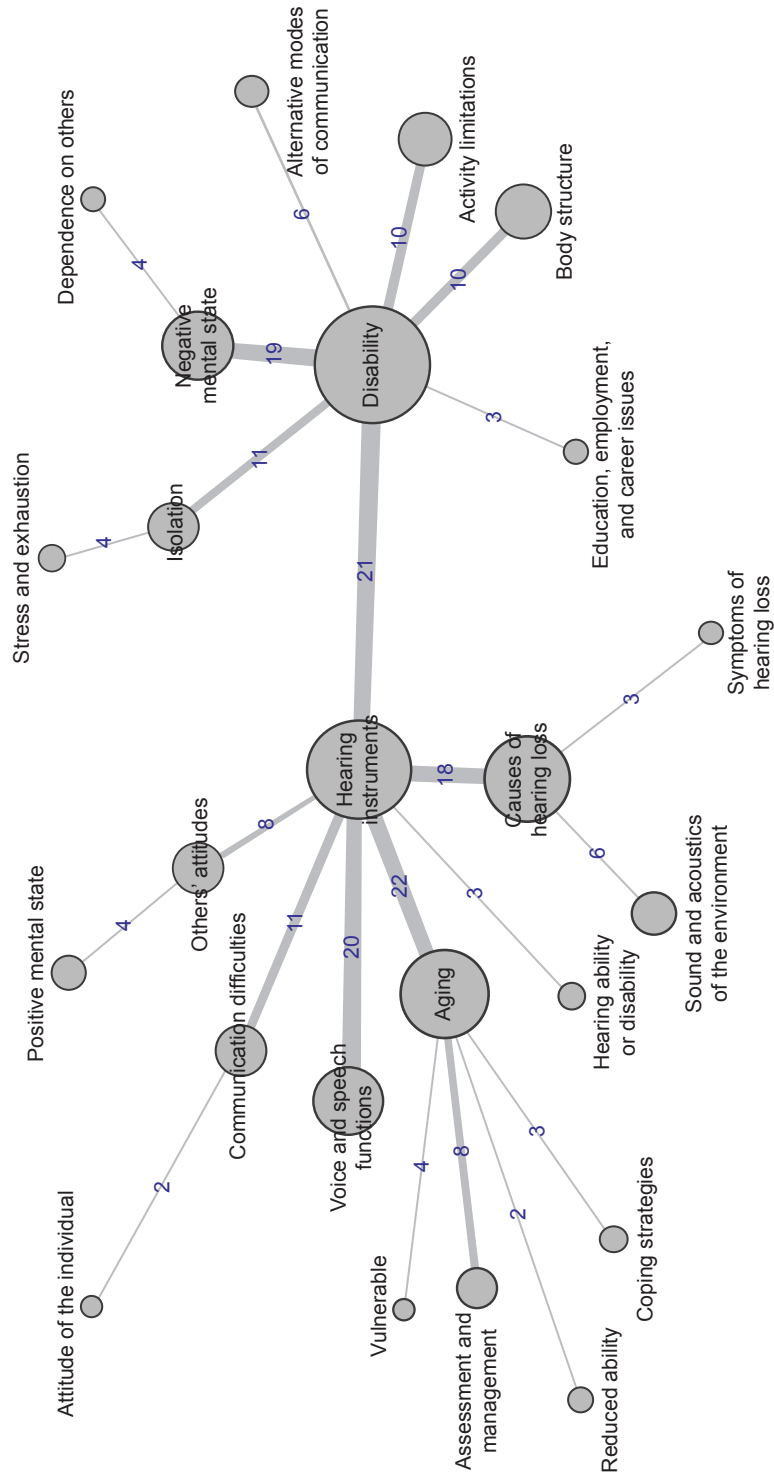 Attitude of the individual
2
Positive mental state
4
Stress and exhaustion
4
Dependence on others
4
Others’ attitudes
8
Communication difficulties
11
Isolation
11
Negative
mental state
19
Alternative modes
of communication
6
Voice and speech
functions
20
Hearing
instruments
21
Disability
Activity limitations
10
Body structure
10
Vulnerable
4
Aging
22
Assessment and
management
8
3
Hearing ability
or disability
18
Causes of
hearing loss
3
Education, employment,
and career issues
Reduced ability
2
Coping strategies
3
Sound and acoustics
of the environment
6
Symptoms of
hearing loss
3